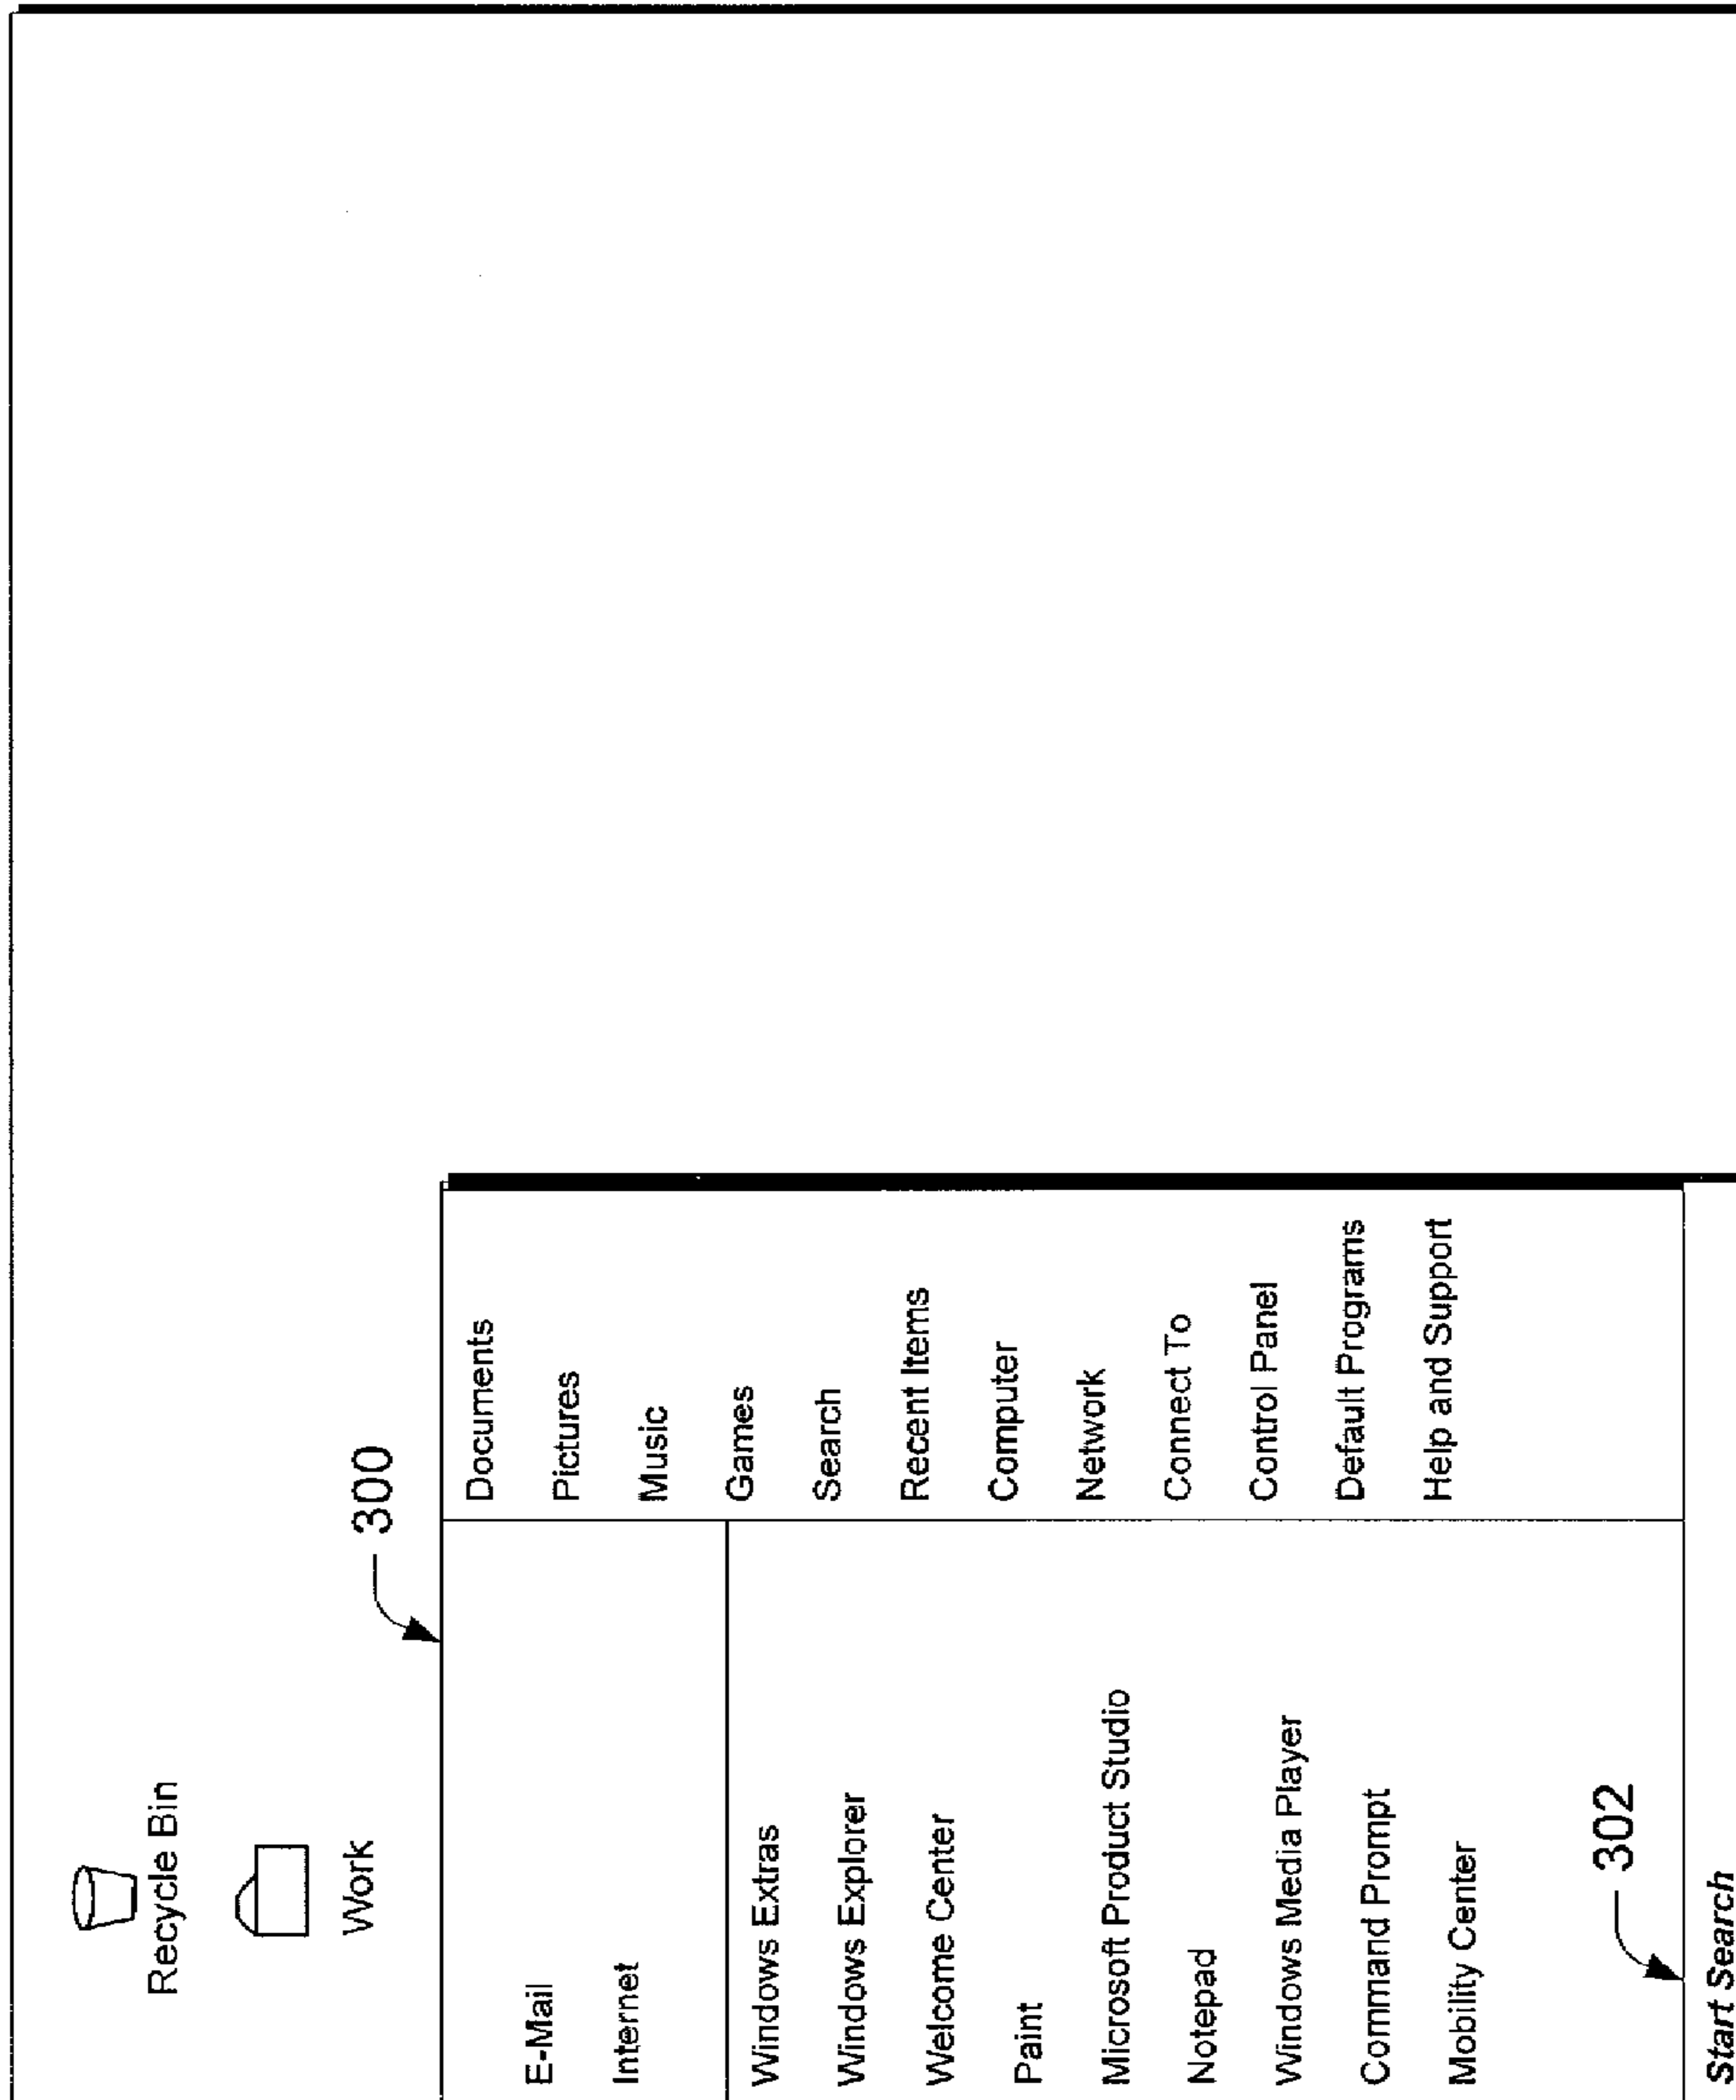 Recycle Bin
Work
300
E-Mail
Internet
Windows Extras
Windows Explorer
Welcome Center
Paint
Microsoft Product Studio
Notepad
Windows Media Player
Command Prompt
Mobility Center
Documents
Pictures
Music
Games
Search
Recent Items
Computer
Network
Connect To
Control Panel
Default Programs
Help and Support
302
Start Search